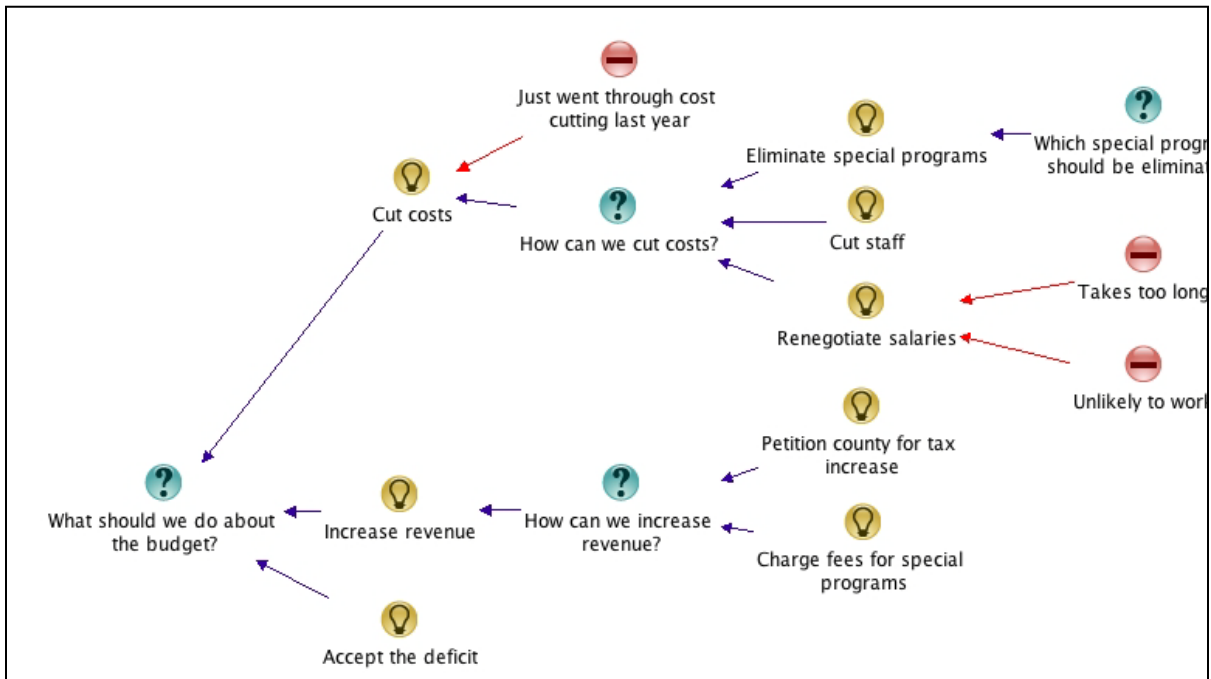 Just went through cost
cutting last year
Eliminate special programs
Which special
should be
Cut costs
How can we cut costs?
Cut staff
Takes too long
Renegotiate salaries
Unlikely to work
Petition county for tax
increase
What should we do about
the budget?
Increase revenue
How can we increase
revenue?
Charge fees for special
programs
Accept the deficit